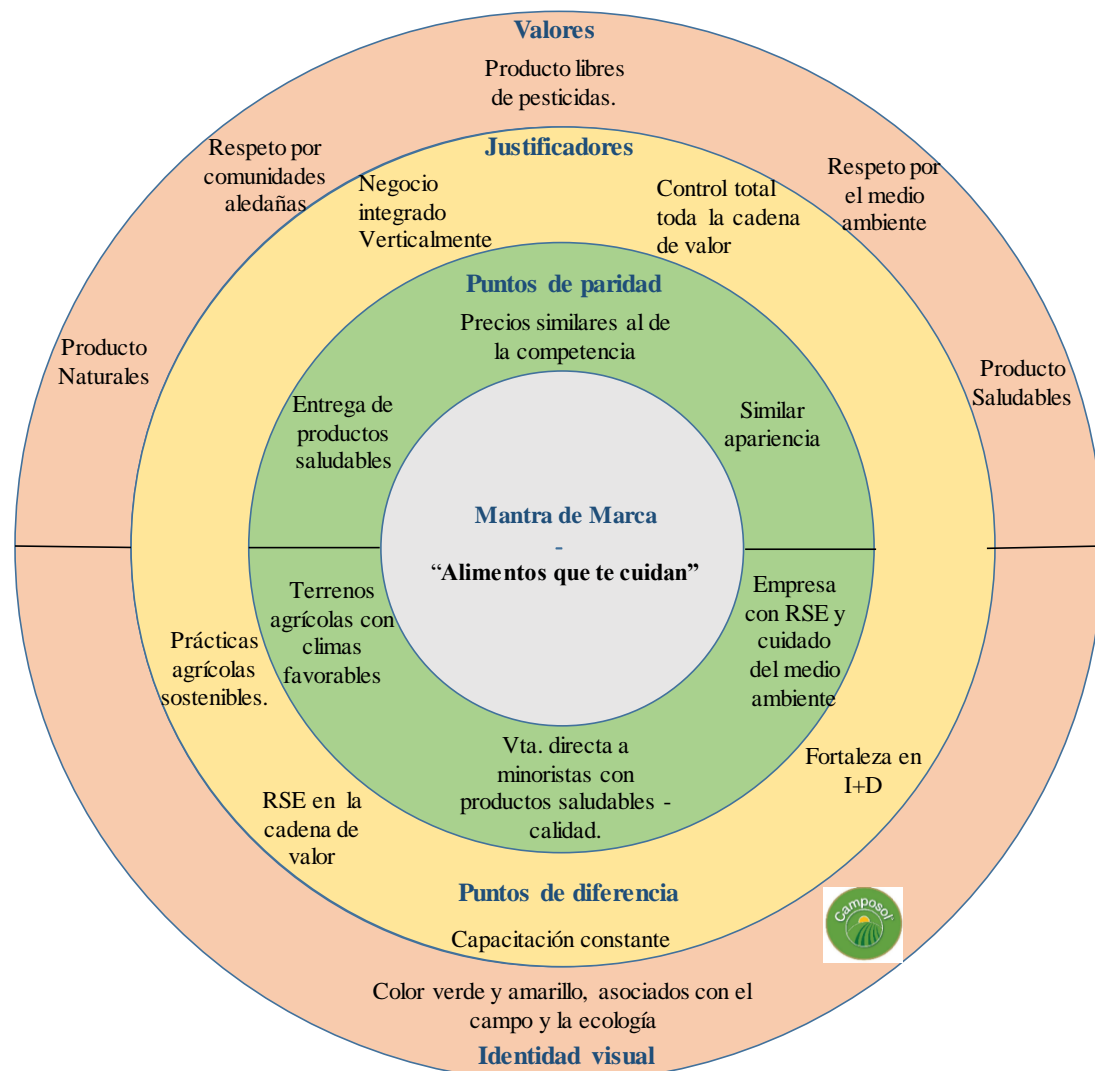 Valores
Producto libres
de pesticidas.
Respeto por
comunidades
aledañas
Justificadores
Negocio
integrado
Verticalmente
Control total
toda la cadena
de valor
Respeto por
el medio
ambiente
Puntos de paridad
Precios similares al de
la competencia
Producto
Naturales
Producto
Saludables
Entrega de
productos
saludables
Similar
apariencia
Mantra de Marca
-
“Alimentos que te cuidan”
Terrenos
agrícolas con
climas
favorables
Empresa
con RSE y
cuidado
del medio
ambiente
Prácticas
agrícolas
sostenibles.
Vta. directa a
minoristas con
productos saludables -
calidad.
Fortaleza en
I+D
RSE en la
cadena de
valor
Puntos de diferencia
Capacitación constante
Camposol
Color verde y amarillo, asociados con el
campo y la ecología
Identidad visual